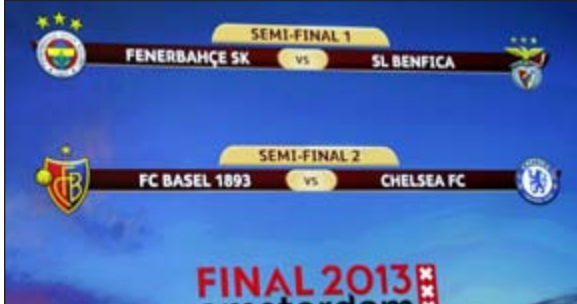 SEMI-FINAL 1
FENERBAHÇE SK VS SL BENFICA
SEMI-FINAL 2
FC BASEL 1893 VS CHELSEA FC
FINAL 2013
amsterdam